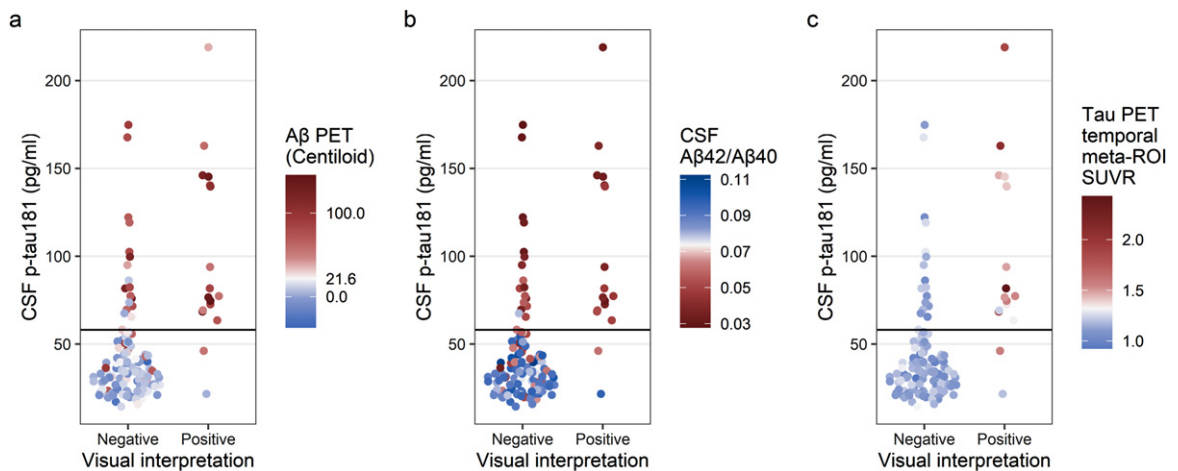 a
CSF p-tau181 (pg/ml)
200
150
100
50
Negative
Positive
Visual interpretation
Aβ PET
(Centiloid)
100.0
21.6
0.0
b
CSF p-tau181 (pg/ml)
200
150
100
50
Negative
Positive
Visual interpretation
CSF
Aβ42/Aβ40
0.11
0.09
0.07
0.05
0.03
c
CSF p-tau181 (pg/ml)
200
150
100
50
Negative
Positive
Visual interpretation
Tau PET
temporal
meta-ROI
SUVR
2.0
1.5
1.0